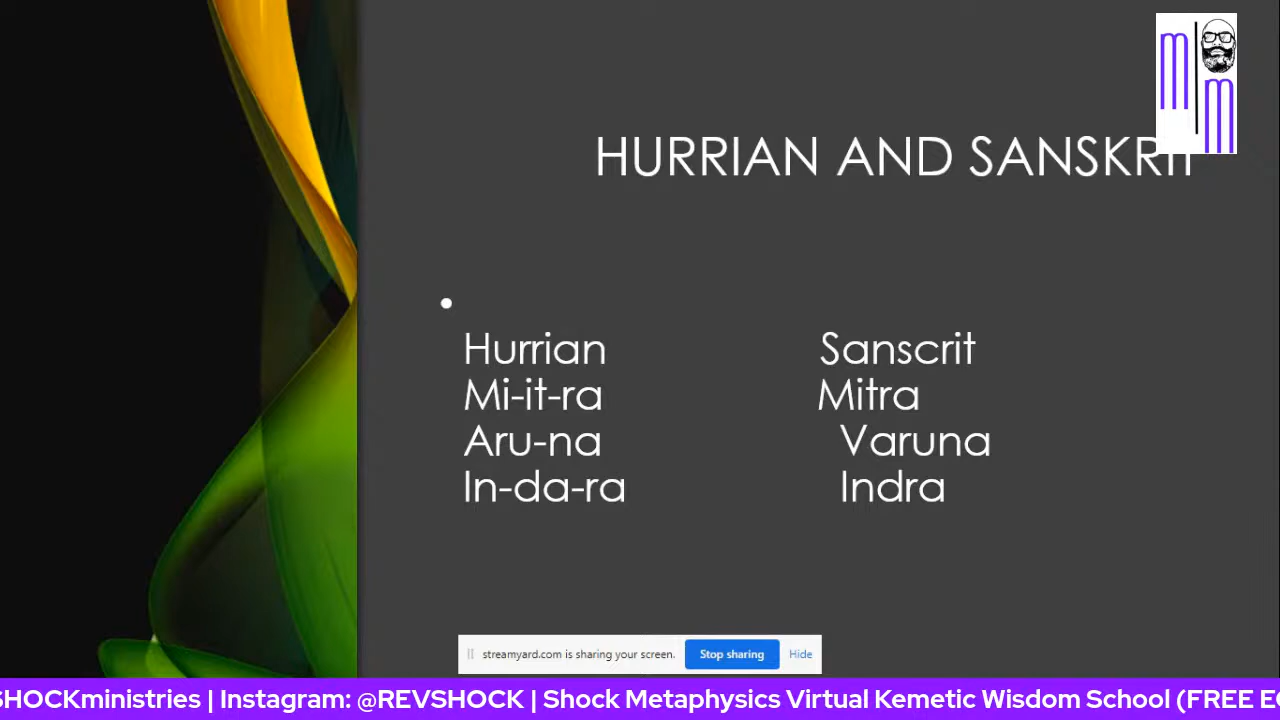 m
m
HURRIAN AND SANSKRIT
Hurrian Sanscrit
Mi-it-ra Mitra
Aru-na Varuna
In-da-ra Indra
streamyard.com is sharing your screen. Stop sharing Hide
SHOCKministries | Instagram: @REVSHOCK | Shock Metaphysics Virtual Kemetic Wisdom School (FREE